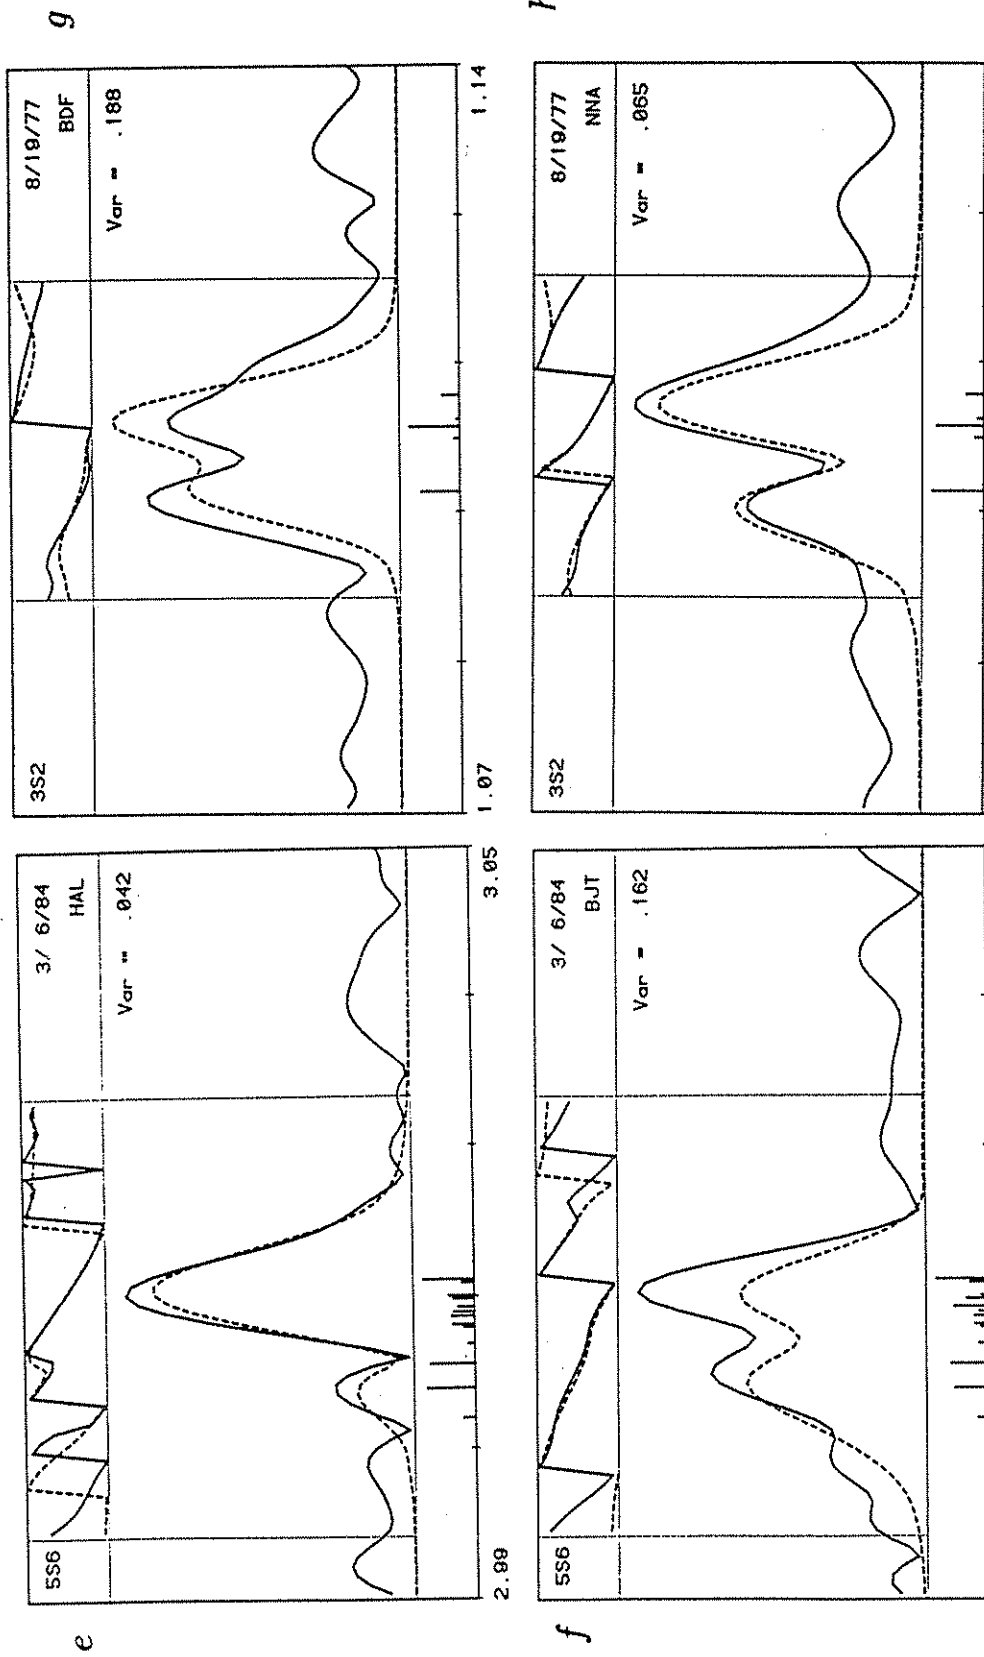 e
5S6
3/ 6/84
HAL
Var = .042
2.99
3.05
f
5S6
3/ 6/84
BJT
Var = .162
g
3S2
8/19/77
BDF
Var = .188
1.07
1.14
h
3S2
8/19/77
NNA
Var = .065